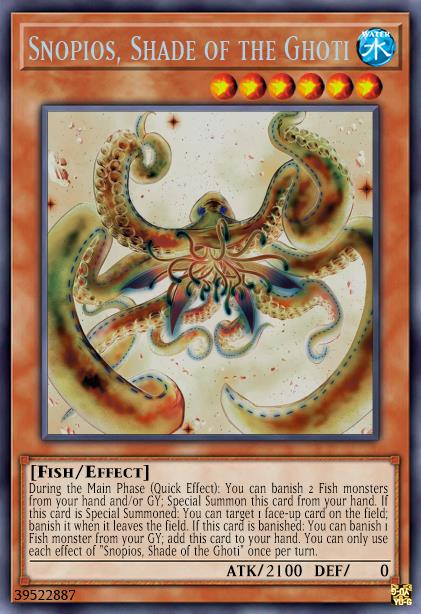 Snopios, Shade of the Ghoti
WATER
水
[Fish/Effect]
During the Main Phase (Quick Effect): You can banish 2 Fish monsters
from your hand and/or GY; Special Summon this card from your hand. If
this card is Special Summoned: You can target 1 face-up card on the field;
banish it when it leaves the field. If this card is banished: You can banish 1
Fish monster from your GY; add this card to your hand. You can only use
each effect of "Snopios, Shade of the Ghoti" once per turn.
ATK/2100 DEF/ 0
39522887